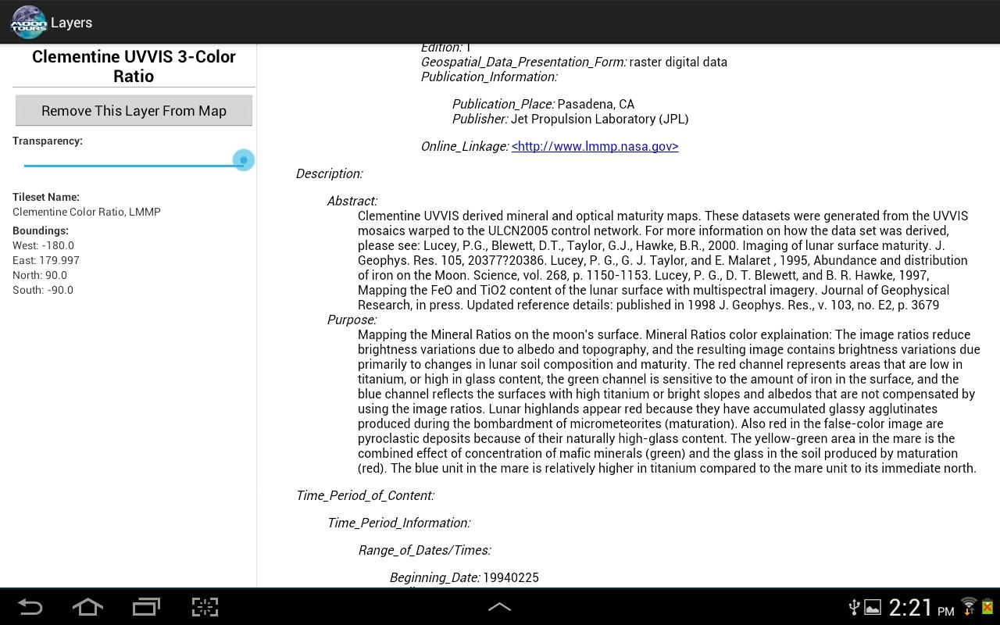 MOON TOURS Layers
Clementine UVVIS 3-Color
Ratio
Remove This Layer From Map
Transparency:
Tileset Name:
Clementine Color Ratio, LMMP
Boundings:
West: -180.0
East: 179.997
North: 90.0
South: -90.0
Edition: 1
Geospatial_Data_Presentation_Form: raster digital data
Publication_Information:
Publication_Place: Pasadena, CA
Publisher: Jet Propulsion Laboratory (JPL)
Online_Linkage: <http://www.lmmp.nasa.gov>
Description:
Abstract:
Clementine UVVIS derived mineral and optical maturity maps. These datasets were generated from the UVVIS
mosaics warped to the ULCN2005 control network. For more information on how the data set was derived,
please see: Lucey, P.G., Blewett, D.T., Taylor, G.J., Hawke, B.R., 2000. Imaging of lunar surface maturity. J.
Geophys. Res. 105, 20377?20386. Lucey, P. G., G. J. Taylor, and E. Malaret , 1995, Abundance and distribution
of iron on the Moon. Science, vol. 268, p. 1150-1153. Lucey, P. G., D. T. Blewett, and B. R. Hawke, 1997,
Mapping the FeO and TiO2 content of the lunar surface with multispectral imagery. Journal of Geophysical
Research, in press. Updated reference details: published in 1998 J. Geophys. Res., v. 103, no. E2, p. 3679
Purpose:
Mapping the Mineral Ratios on the moon's surface. Mineral Ratios color explaination: The image ratios reduce
brightness variations due to albedo and topography, and the resulting image contains brightness variations due
primarily to changes in lunar soil composition and maturity. The red channel represents areas that are low in
titanium, or high in glass content, the green channel is sensitive to the amount of iron in the surface, and the
blue channel reflects the surfaces with high titanium or bright slopes and albedos that are not compensated by
using the image ratios. Lunar highlands appear red because they have accumulated glassy agglutinates
produced during the bombardment of micrometeorites (maturation). Also red in the false-color image are
pyroclastic deposits because of their naturally high-glass content. The yellow-green area in the mare is the
combined effect of concentration of mafic minerals (green) and the glass in the soil produced by maturation
(red). The blue unit in the mare is relatively higher in titanium compared to the mare unit to its immediate north.
Time_Period_of_Content:
Time_Period_Information:
Range_of_Dates/Times:
Beginning_Date: 19940225
2:21 PM